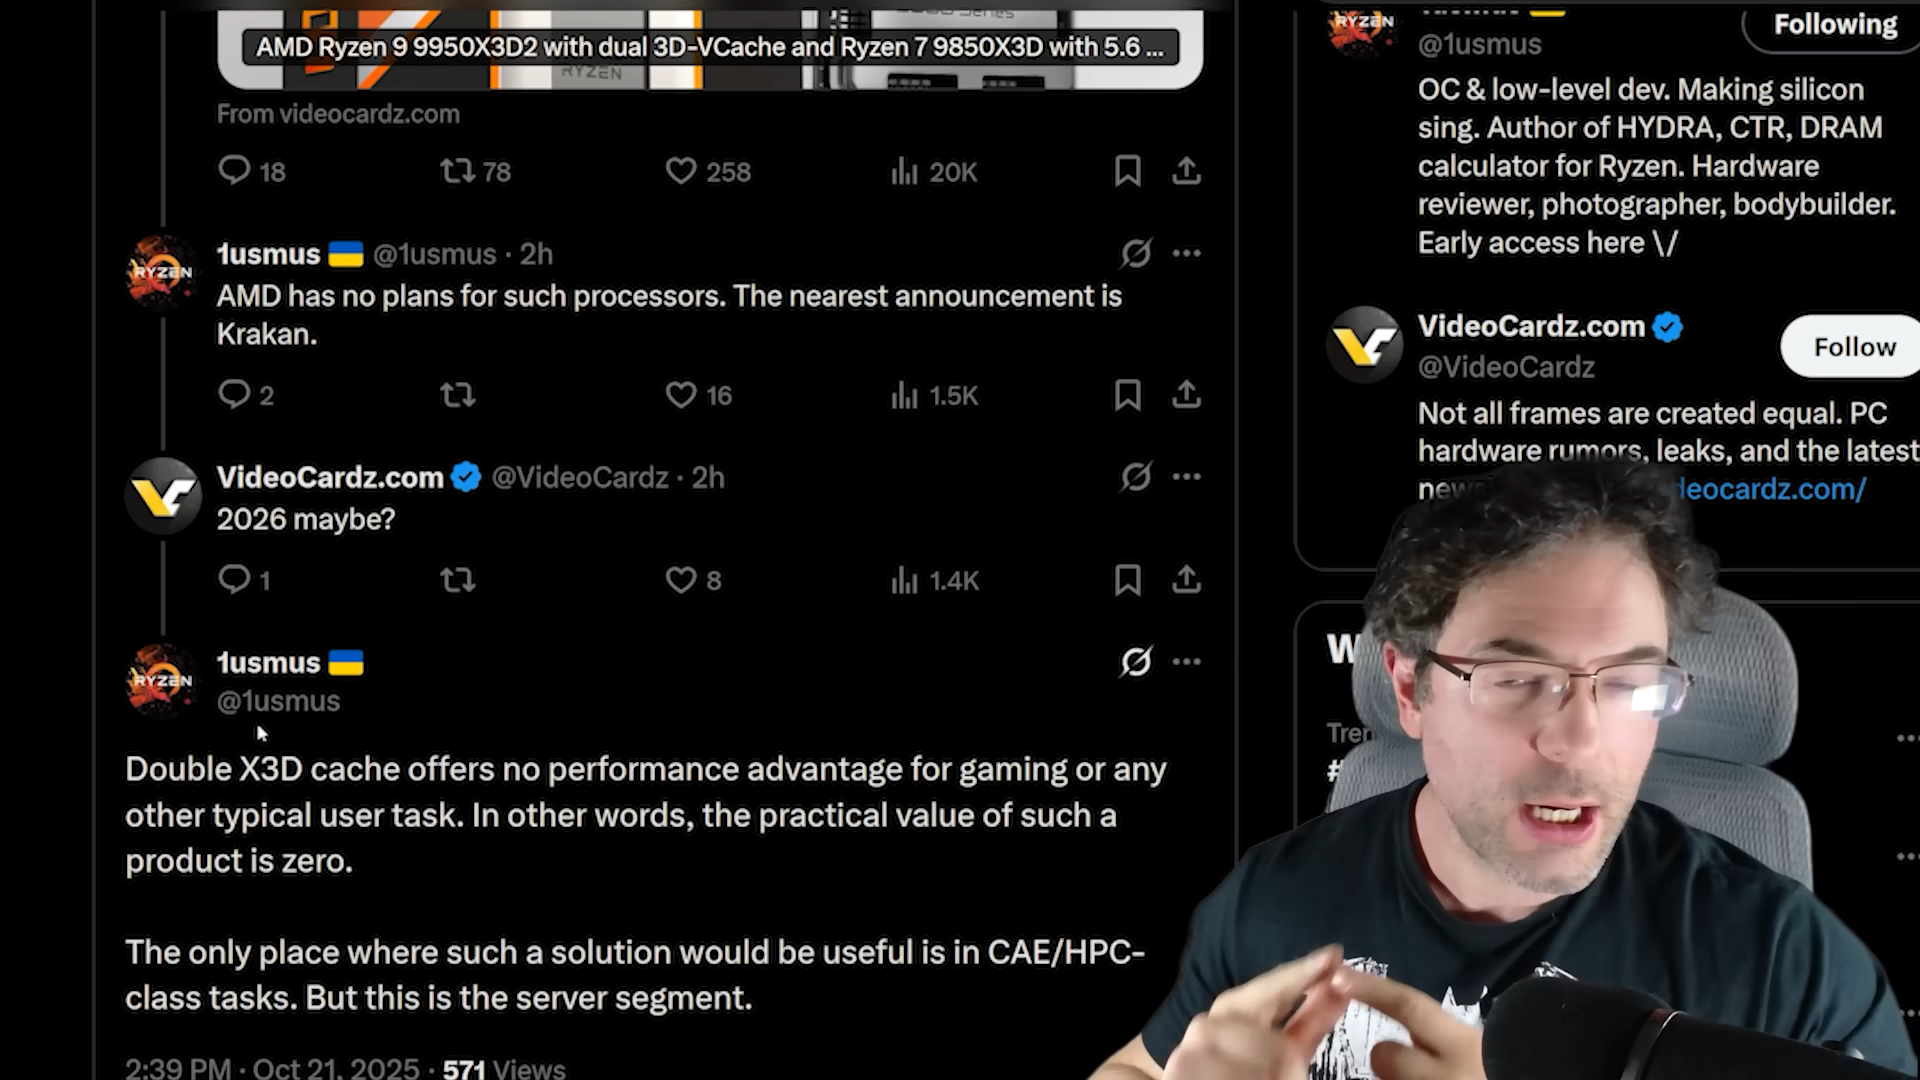 AMD Ryzen 9 9950X3D2 with dual 3D-VCache and Ryzen 7 9850X3D with 5.6 ...
RYZEN
From videocardz.com
18 78 258 20K
1usmus @1usmus · 2h
RYZEN
AMD has no plans for such processors. The nearest announcement is
Krakan.
2 16 1.5K
VideoCardz.com @VideoCardz · 2h
2026 maybe?
1 8 1.4K
1usmus
RYZEN
@1usmus
Double X3D cache offers no performance advantage for gaming or any
other typical user task. In other words, the practical value of such a
product is zero.
The only place where such a solution would be useful is in CAE/HPC-
class tasks. But this is the server segment.
2:39 PM · Oct 21, 2025 · 571 Views
RYZEN
@1usmus
Following
OC & low-level dev. Making silicon
sing. Author of HYDRA, CTR, DRAM
calculator for Ryzen. Hardware
reviewer, photographer, bodybuilder.
Early access here \/
VideoCardz.com
@VideoCardz
Follow
Not all frames are created equal. PC
hardware rumors, leaks, and the latest
deocardz.com/
#